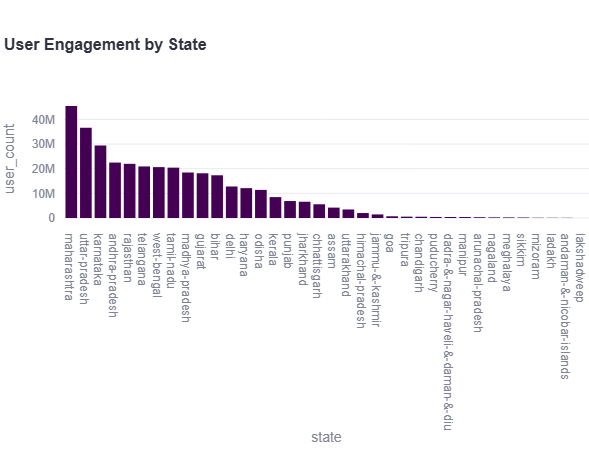 User Engagement by State
user_count
40M
30M
20M
10M
0
maharashtra
uttar-pradesh
karnataka
andhra-pradesh
rajasthan
telangana
west-bengal
tamil-nadu
madhya-pradesh
gujarat
bihar
delhi
haryana
odisha
kerala
punjab
jharkhand
chhattisgarh
assam
uttarakhand
himachal-pradesh
jammu-&-kashmir
goa
tripura
chandigarh
puducherry
dadra-&-nagar-haveli-&-daman-&-diu
manipur
arunachal-pradesh
nagaland
meghalaya
sikkim
mizoram
ladakh
andaman-&-nicobar-islands
lakshadweep
state